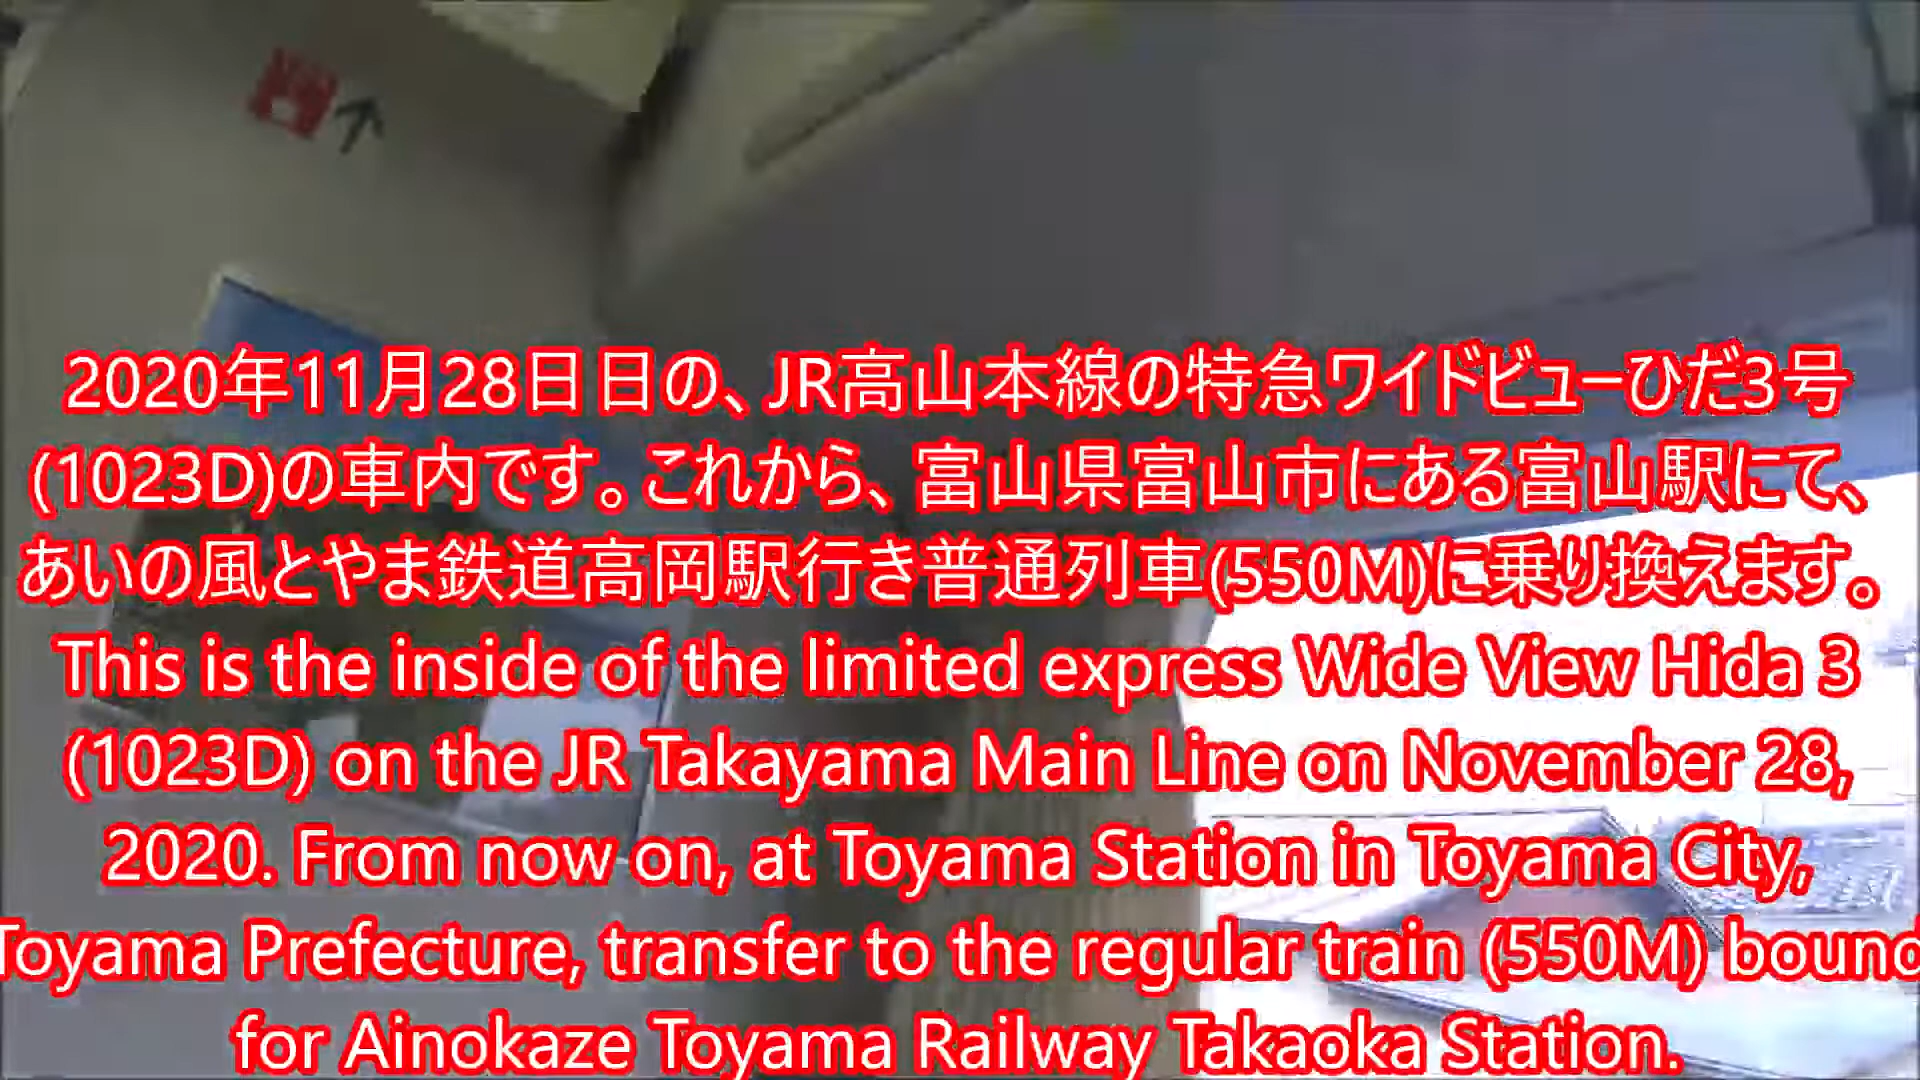 2020年11月28日日の、JR高山本線の特急ワイドビューひだ3号
(1023D)の車内です。これから、富山県富山市にある富山駅にて、
あいの風とやま鉄道高岡駅行き普通列車(550M)に乗り換えます。
This is the inside of the limited express Wide View Hida 3
(1023D) on the JR Takayama Main Line on November 28,
2020. From now on, at Toyama Station in Toyama City,
Toyama Prefecture, transfer to the regular train (550M) bound
for Ainokaze Toyama Railway Takaoka Station.